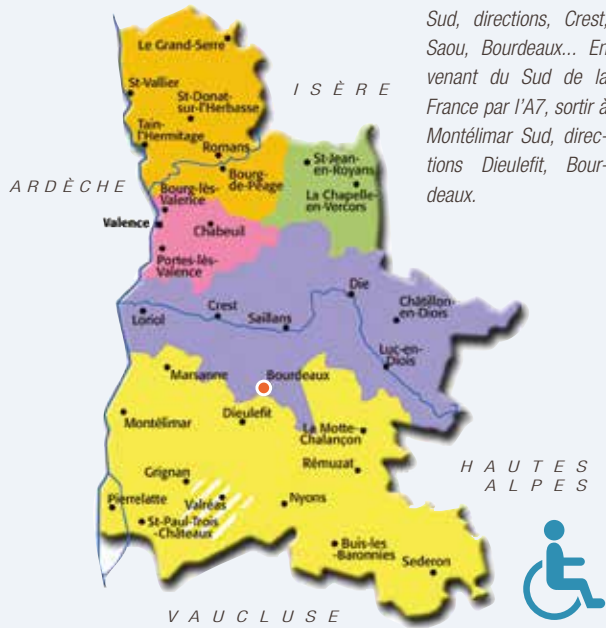 Sud, directions, Crest,
Saou, Bourdeaux... En
venant du Sud de la
France par l'A7, sortir à
Montélimar Sud, direc-
tions Dieulefit, Bour-
deaux.
ISÈRE
ARDÈCHE
HAUTES
ALPES
VAUCLUSE
Le Grand-Serre
St-Vallier
St-Donat-
sur-l'Herbasse
Tain-
l'Hermitage
Romans
Bourg-
de-Péage
St-Jean-
en-Royans
La Chapelle-
en-Vercors
Bourg-lès-
Valence
Valence
Chabeuil
Portes-lès-
Valence
Loriol
Crest
Saillans
Die
Châtillon-
en-Diois
Luc-en-
Diois
Marsanne
Bourdeaux
Montélimar
Dieulefit
La Motte-
Chalançon
Rémuzat
Grignan
Pierrelatte
Valréas
Nyons
St-Paul-Trois
-Châteaux
Buis-les
-Baronnies
Sederon